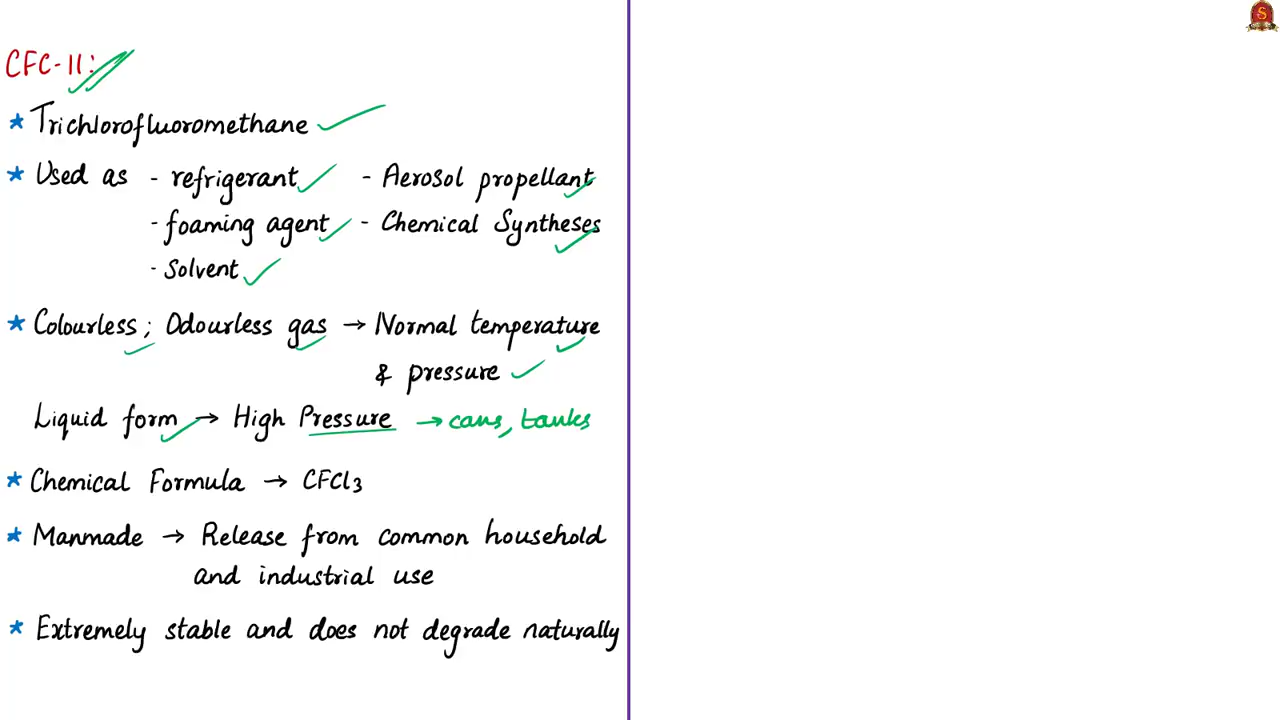 CFC-11:
* Trichlorofluoromethane
* Used as - refrigerant - Aerosol propellant
- foaming agent - Chemical Syntheses
- Solvent
* Colourless; Odourless gas → Normal temperature
& pressure
Liquid form → High Pressure → cans, tanks
* Chemical Formula → CFCl3
* Manmade → Release from common household
and industrial use
* Extremely stable and does not degrade naturally